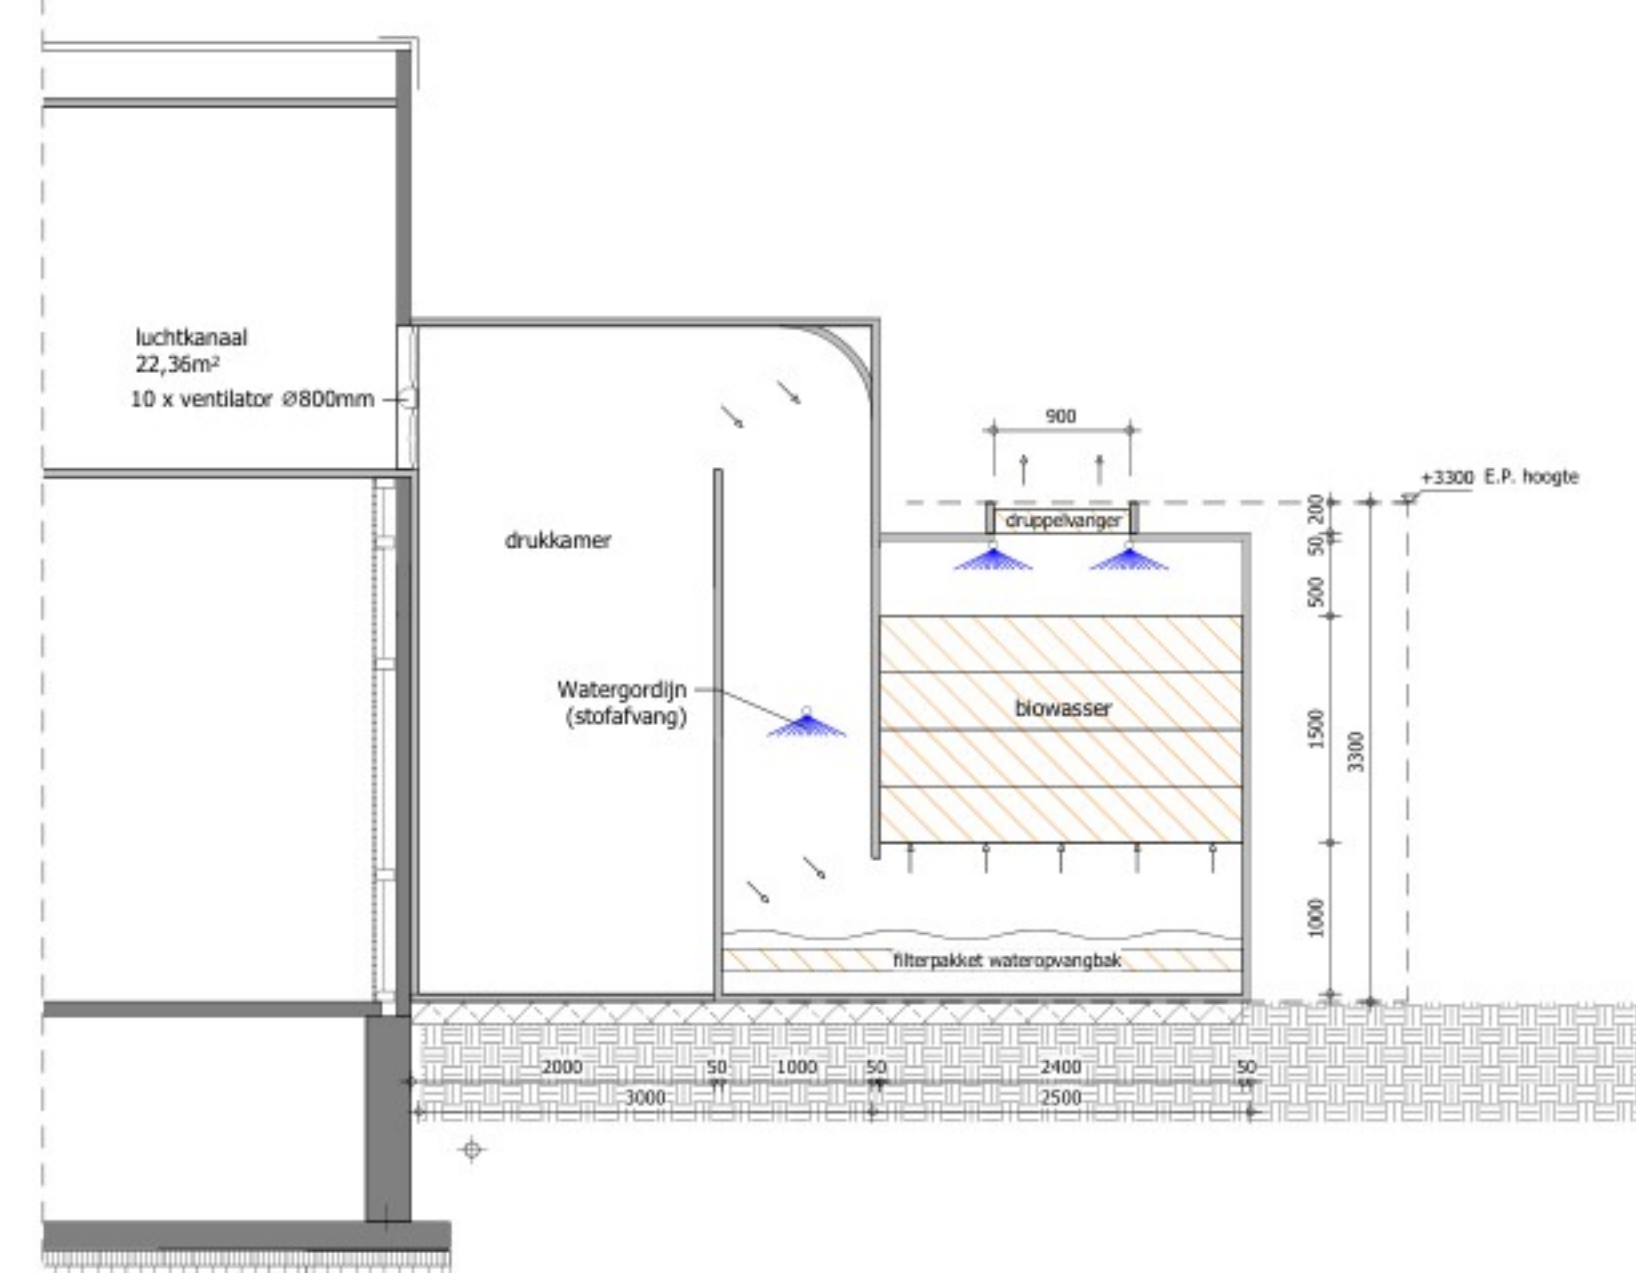 luchtkanaal
22,36m²
10 x ventilator Ø800mm
900
+3300 E.P. hoogte
druppelvanger
200
50
500
drukkamer
Watergordijn
(stofafvang)
biowasser
1500
3300
1000
filterpakket wateropvangbak
2000
50
1000
50
2400
50
3000
2500